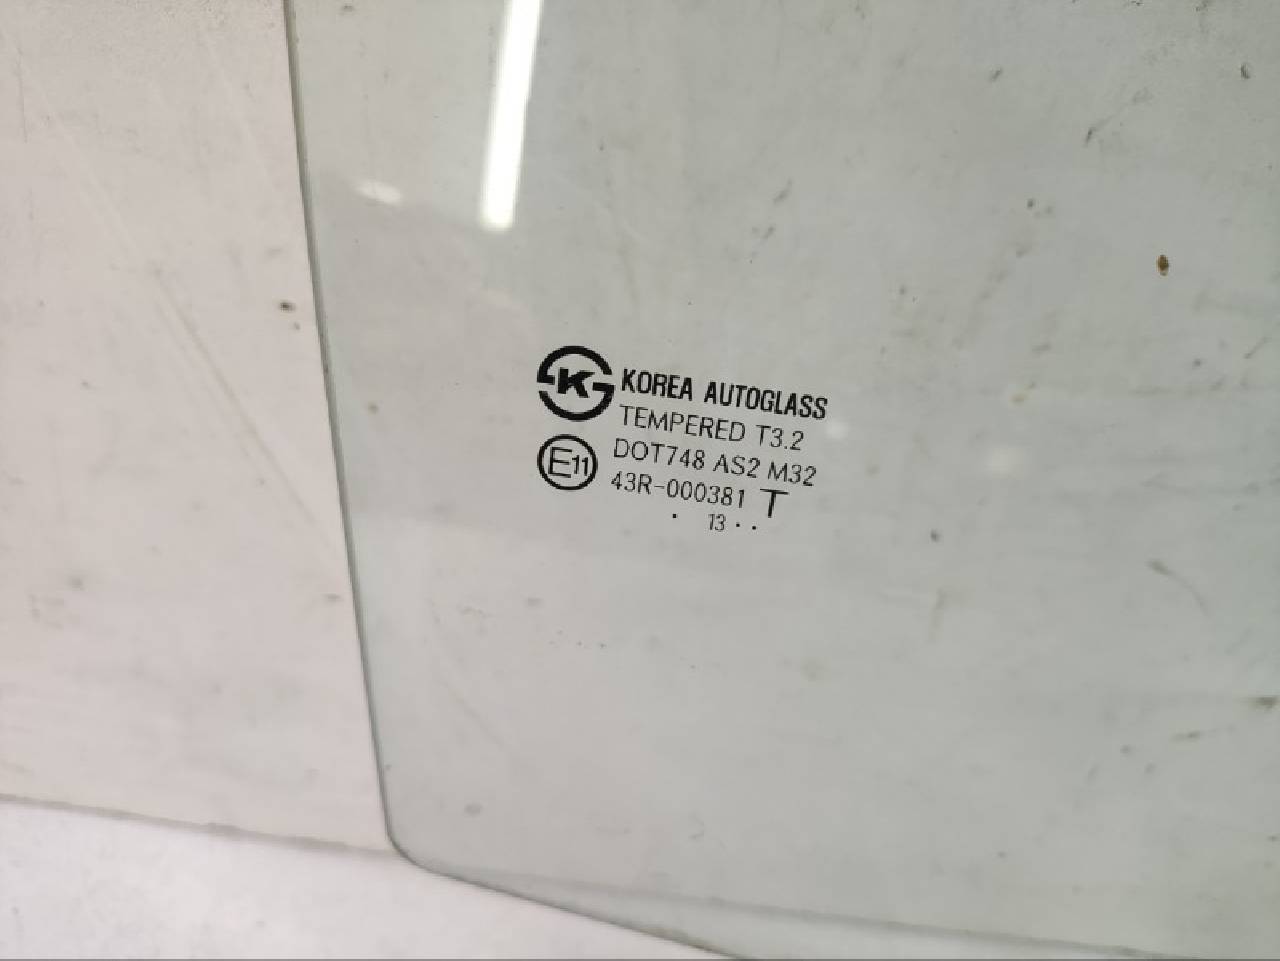 K KOREA AUTOGLASS
TEMPERED T3.2
DOT748 AS2 M32
E11 43R-000381 T
. 13 . .